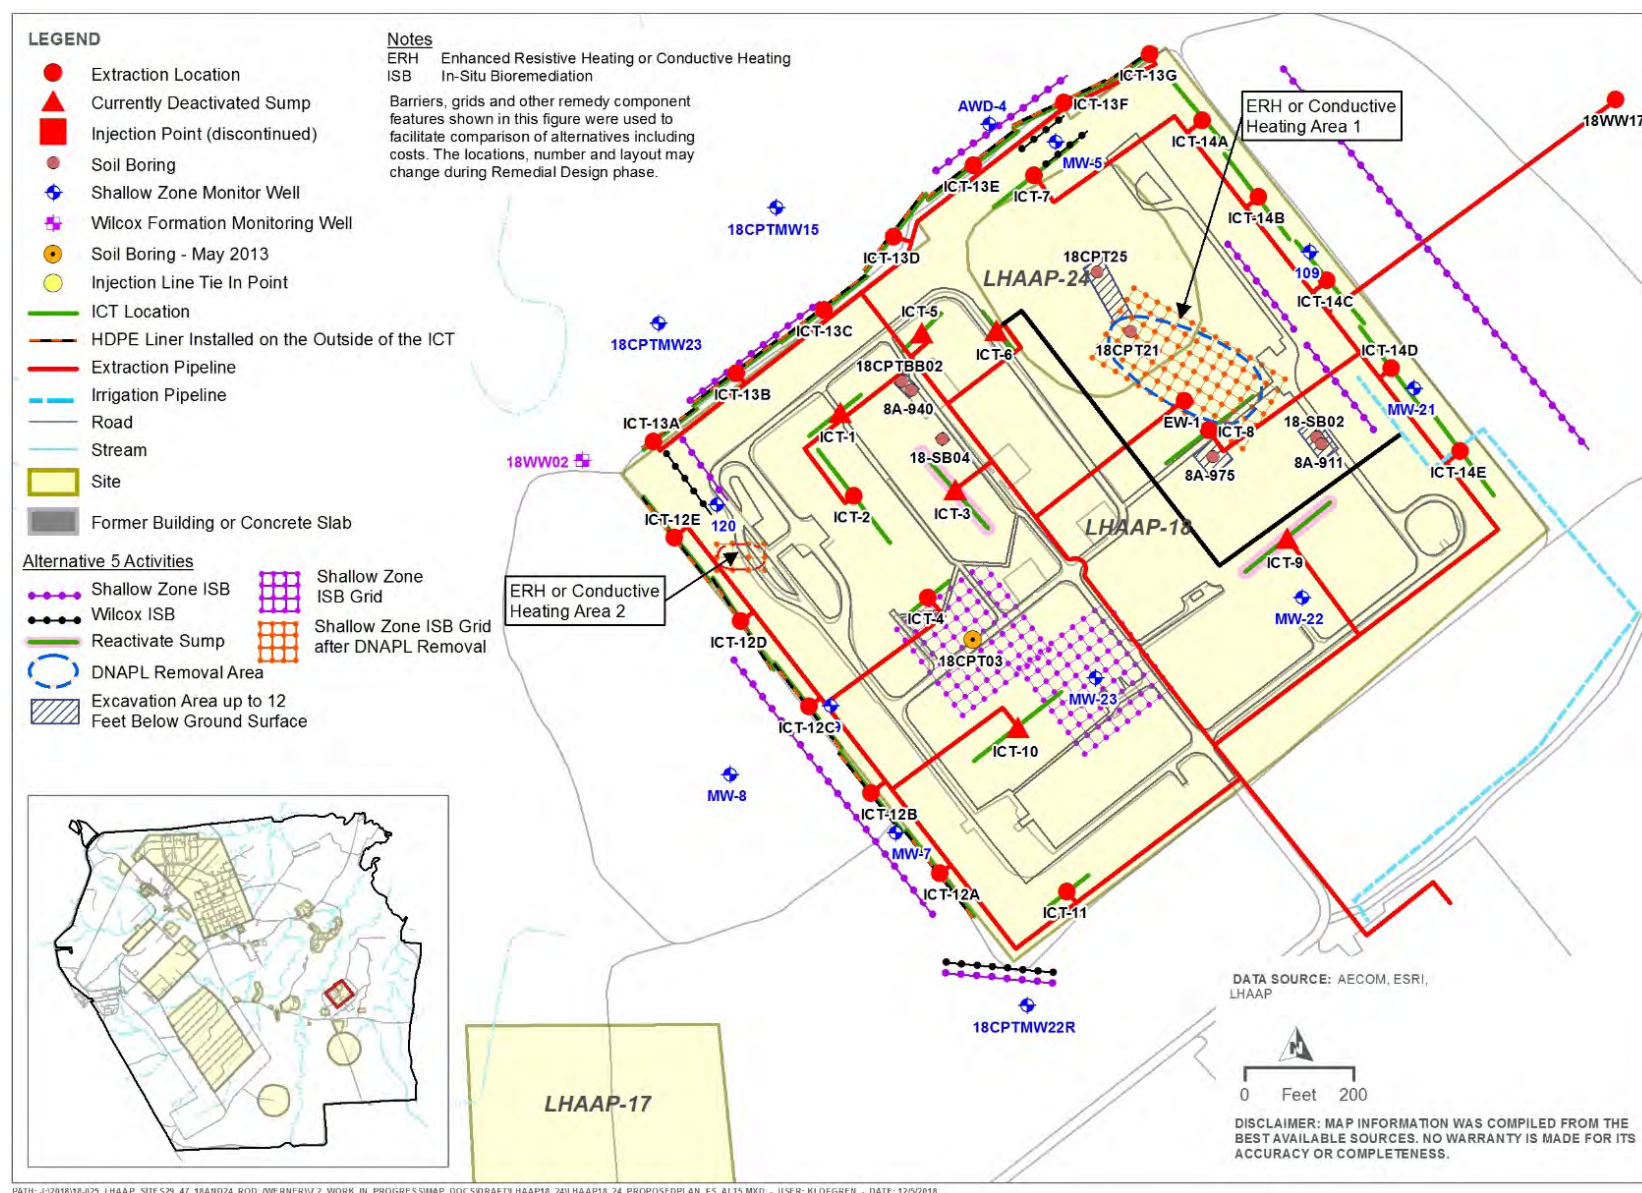 LEGEND
Extraction Location
Currently Deactivated Sump
Injection Point (discontinued)
Soil Boring
Shallow Zone Monitor Well
Wilcox Formation Monitoring Well
Soil Boring - May 2013
Injection Line Tie In Point
ICT Location
HDPE Liner Installed on the Outside of the ICT
Extraction Pipeline
Irrigation Pipeline
Road
Stream
Site
Former Building or Concrete Slab
Alternative 5 Activities
Shallow Zone ISB
Wilcox ISB
Reactivate Sump
DNAPL Removal Area
Excavation Area up to 12
Feet Below Ground Surface
Shallow Zone
ISB Grid
Shallow Zone ISB Grid
after DNAPL Removal
Notes
ERH Enhanced Resistive Heating or Conductive Heating
ISB In-Situ Bioremediation
Barriers, grids and other remedy component
features shown in this figure were used to
facilitate comparison of alternatives including
costs. The locations, number and layout may
change during Remedial Design phase.
ICT-13G
AWD-4
ICT-13F
ERH or Conductive
Heating Area 1
18WW17
ICT-14A
MW-5
ICT-13E
ICT-7
ICT-14B
18CPTMW15
ICT-13D
18CPT25
LHAAP-24
109
ICT-14C
ICT-13C
ICT-5
18CPTMW23
ICT-6
18CPT21
ICT-14D
18CPTBB02
ICT-13B
8A-940
MW-21
ICT-13A
ICT-1
EW-1
ICT-8
18-SB02
18WW02
18-SB04
8A-911
ICT-14E
8A-975
ICT-12E
120
ICT-2
ICT-3
LHAAP-18
ICT-9
ERH or Conductive
Heating Area 2
ICT-4
MW-22
ICT-12D
18CPT03
MW-23
ICT-12C
ICT-10
MW-8
ICT-12B
MW-7
ICT-12A
ICT-11
18CPTMW22R
LHAAP-17
DATA SOURCE: AECOM, ESRI,
LHAAP
N
0 Feet 200
DISCLAIMER: MAP INFORMATION WAS COMPILED FROM THE
BEST AVAILABLE SOURCES. NO WARRANTY IS MADE FOR ITS
ACCURACY OR COMPLETENESS.